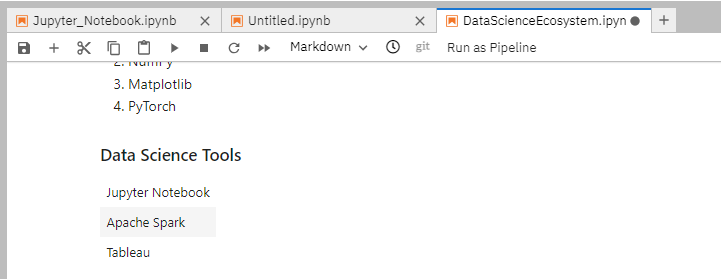 Jupyter_Notebook.ipynb
Untitled.ipynb
DataScienceEcosystem.ipyn
Markdown
git
Run as Pipeline
2. NumPy
3. Matplotlib
4. PyTorch
Data Science Tools
Jupyter Notebook
Apache Spark
Tableau